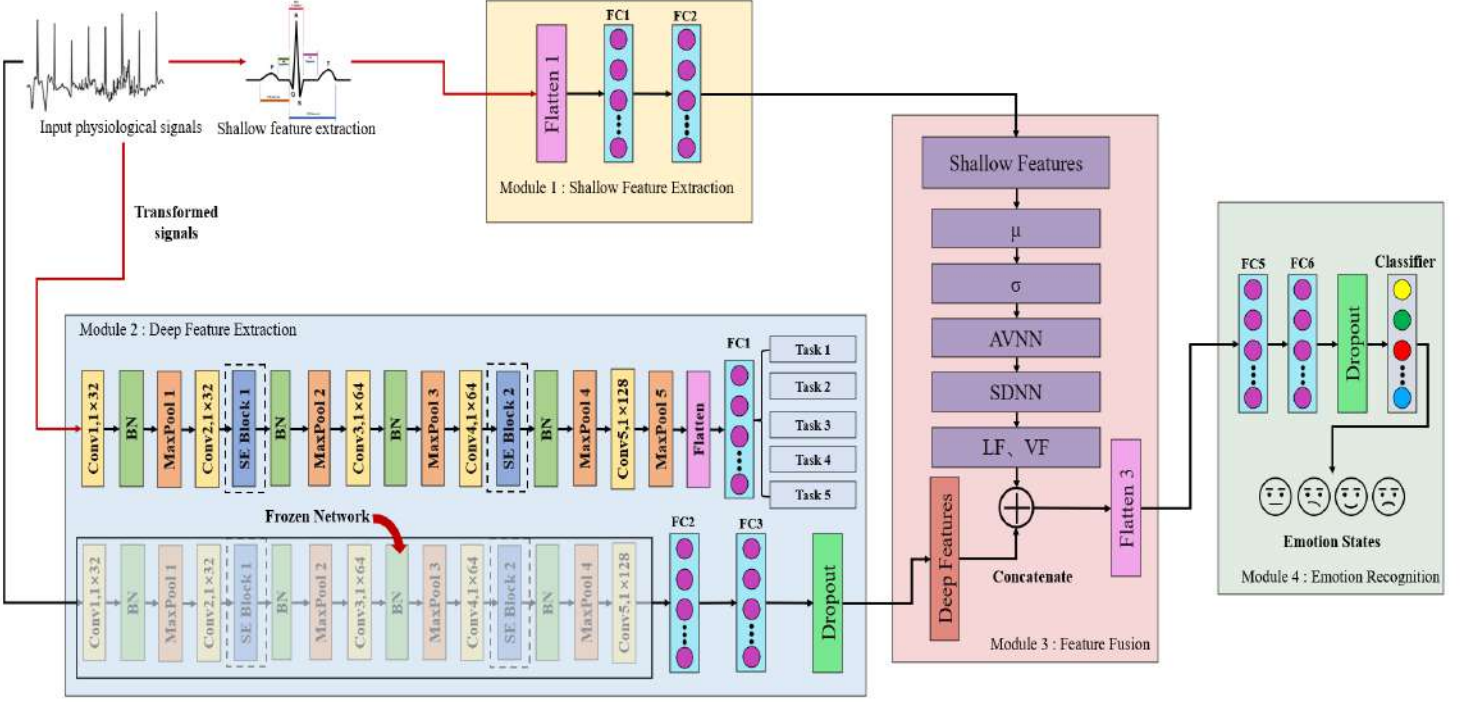 Input physiological signals
Shallow feature extraction
Transformed
signals
FC1
FC2
Flatten 1
Module 1 : Shallow Feature Extraction
Module 2 : Deep Feature Extraction
Conv1,1×32
BN
MaxPool 1
Conv2,1×32
SE Block 1
BN
MaxPool 2
Conv3,1×64
BN
MaxPool 3
Conv4,1×64
SE Block 2
BN
MaxPool 4
Conv5,1×128
MaxPool 5
Flatten
FC1
Task 1
Task 2
Task 3
Task 4
Task 5
Frozen Network
Conv1,1×32
BN
MaxPool 1
Conv2,1×32
SE Block 1
BN
MaxPool 2
Conv3,1×64
BN
MaxPool 3
Conv4,1×64
SE Block 2
BN
MaxPool 4
Conv5,1×128
FC2
FC3
Dropout
Shallow Features
μ
σ
AVNN
SDNN
LF、VF
Deep Features
Concatenate
Flatten 3
Module 3 : Feature Fusion
FC5
FC6
Dropout
Classifier
Emotion States
Module 4 : Emotion Recognition